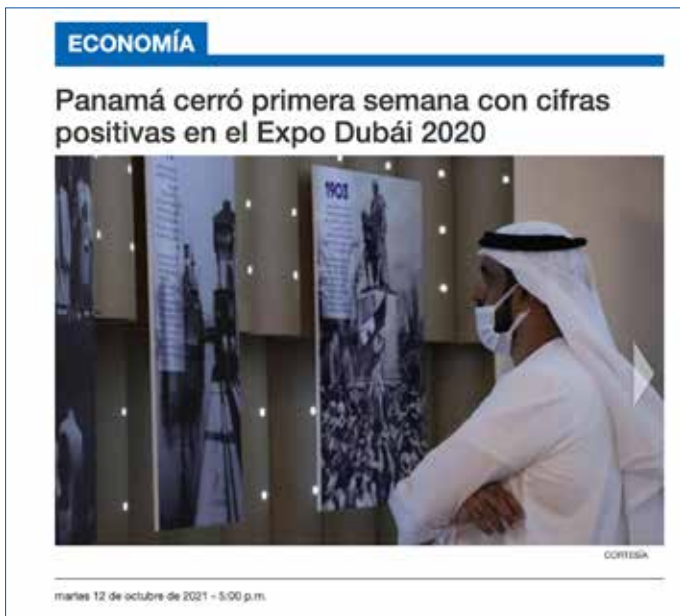 ECONOMÍA
Panamá cerró primera semana con cifras
positivas en el Expo Dubái 2020
1903
CORTESÍA
martes 12 de octubre de 2021 - 5:00 p.m.